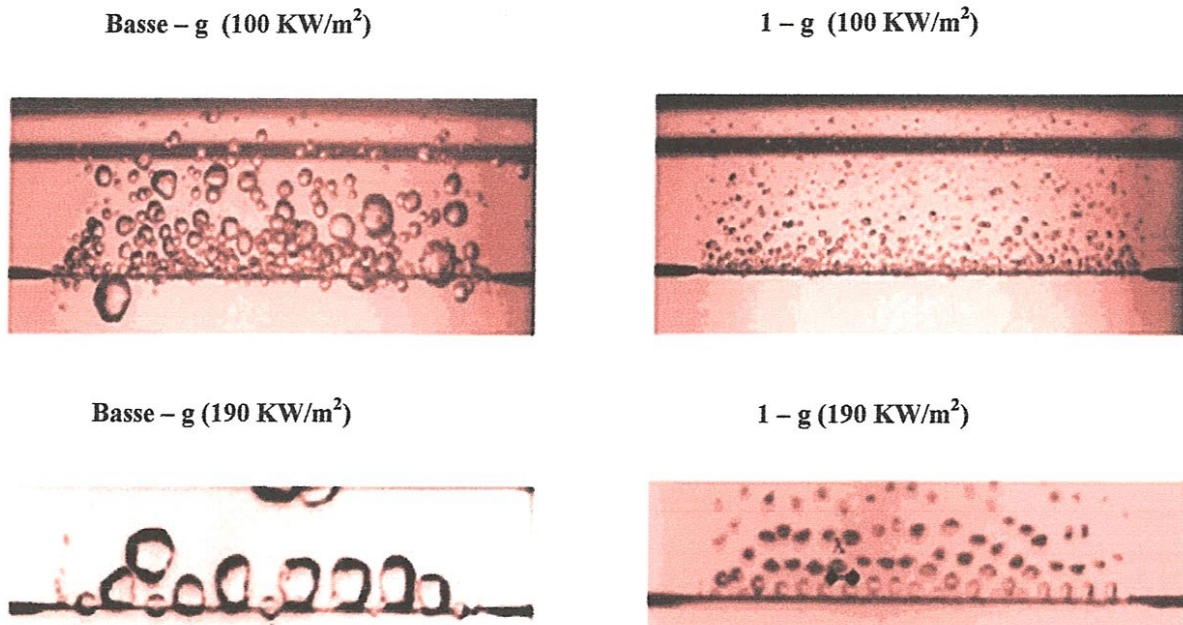 Basse – g (100 KW/m²)
1 – g (100 KW/m²)
Basse – g (190 KW/m²)
1 – g (190 KW/m²)